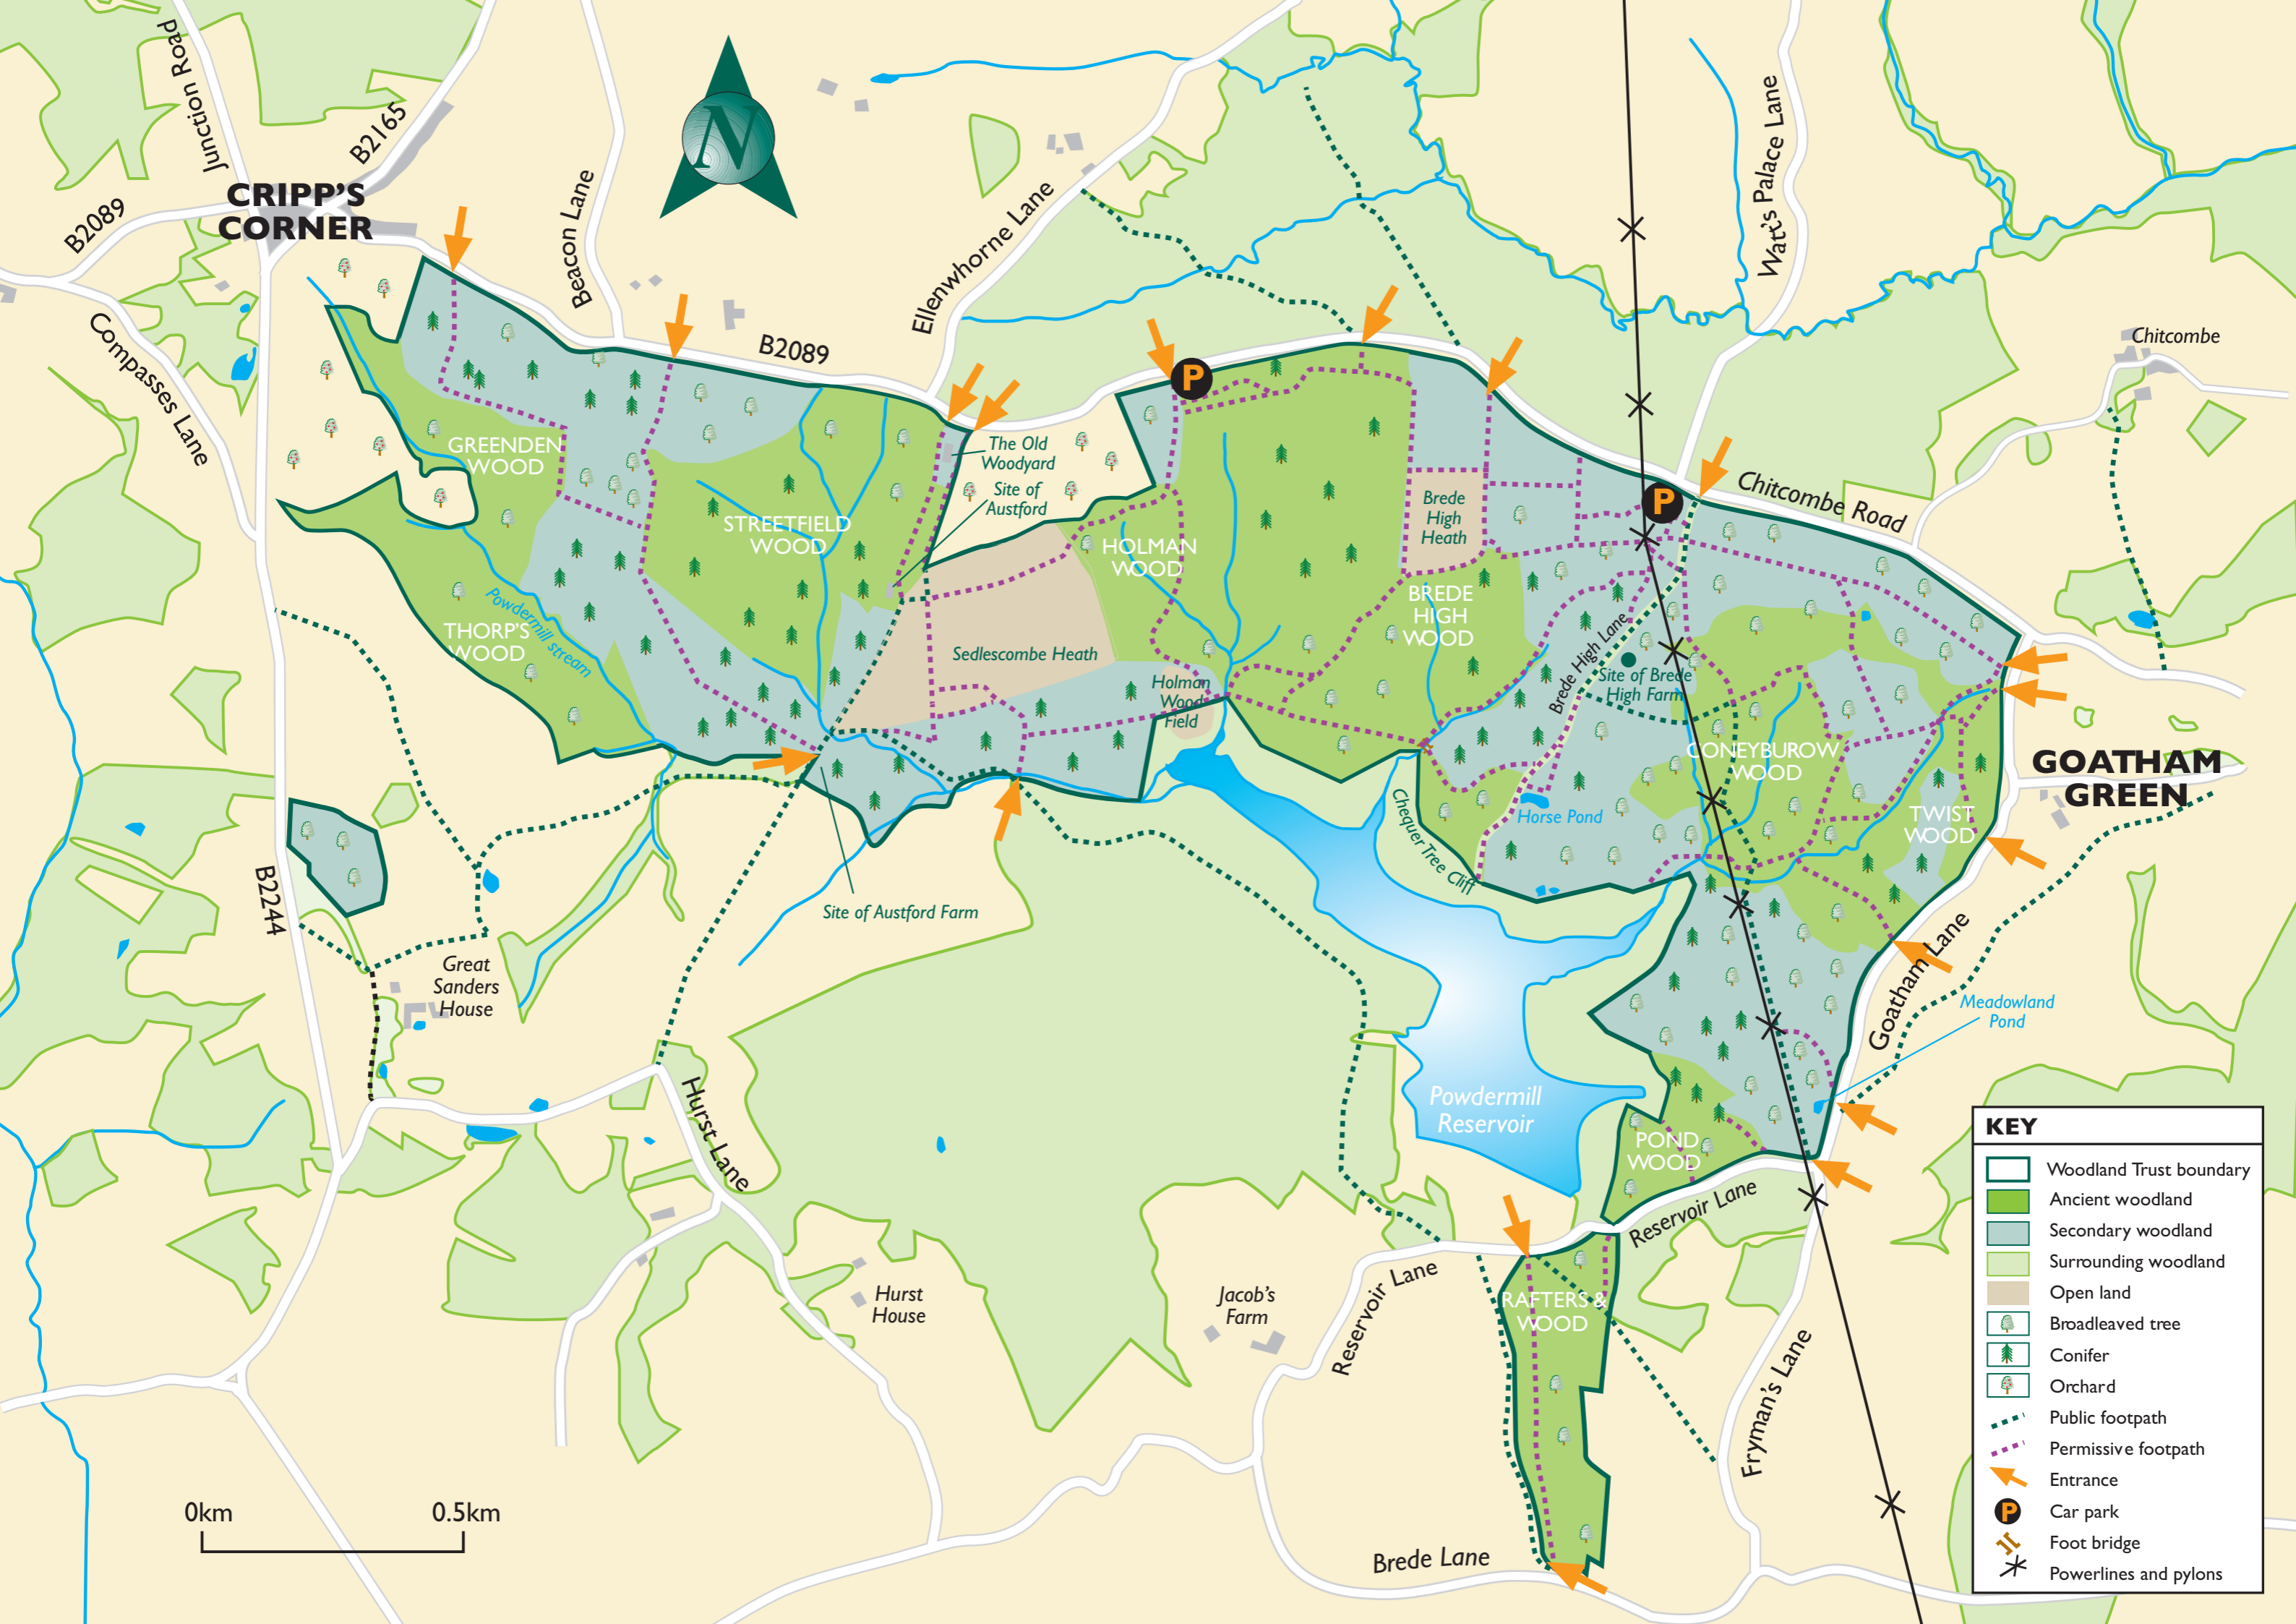 Junction Road
B2165
CRIPP'S
CORNER
B2089
Compasses Lane
Beacon Lane
N
B2089
Ellenwhorne Lane
Watt's Palace Lane
Chitcombe
P
P
Chitcombe Road
GREENDEN
WOOD
STREETFIELD
WOOD
The Old
Woodyard
Site of
Austford
HOLMAN
WOOD
Brede
High
Heath
BREDE
HIGH
WOOD
THORP'S
WOOD
Powdermill stream
Sedlescombe Heath
Holman
Wood
Field
Brede High Lane
Site of Brede
High Farm
CONEYBUROW
WOOD
GOATHAM
GREEN
TWIST
WOOD
Horse Pond
Chequer Tree Cliff
B2244
Site of Austford Farm
Great
Sanders
House
Goatham Lane
Meadowland
Pond
Hurst Lane
Powdermill
Reservoir
POND
WOOD
Reservoir Lane
Reservoir Lane
RAFTERS &
WOOD
Hurst
House
Jacob's
Farm
Fryman's Lane
Brede Lane
0km
0.5km
KEY
Woodland Trust boundary
Ancient woodland
Secondary woodland
Surrounding woodland
Open land
Broadleaved tree
Conifer
Orchard
Public footpath
Permissive footpath
Entrance
P
Car park
Foot bridge
Powerlines and pylons